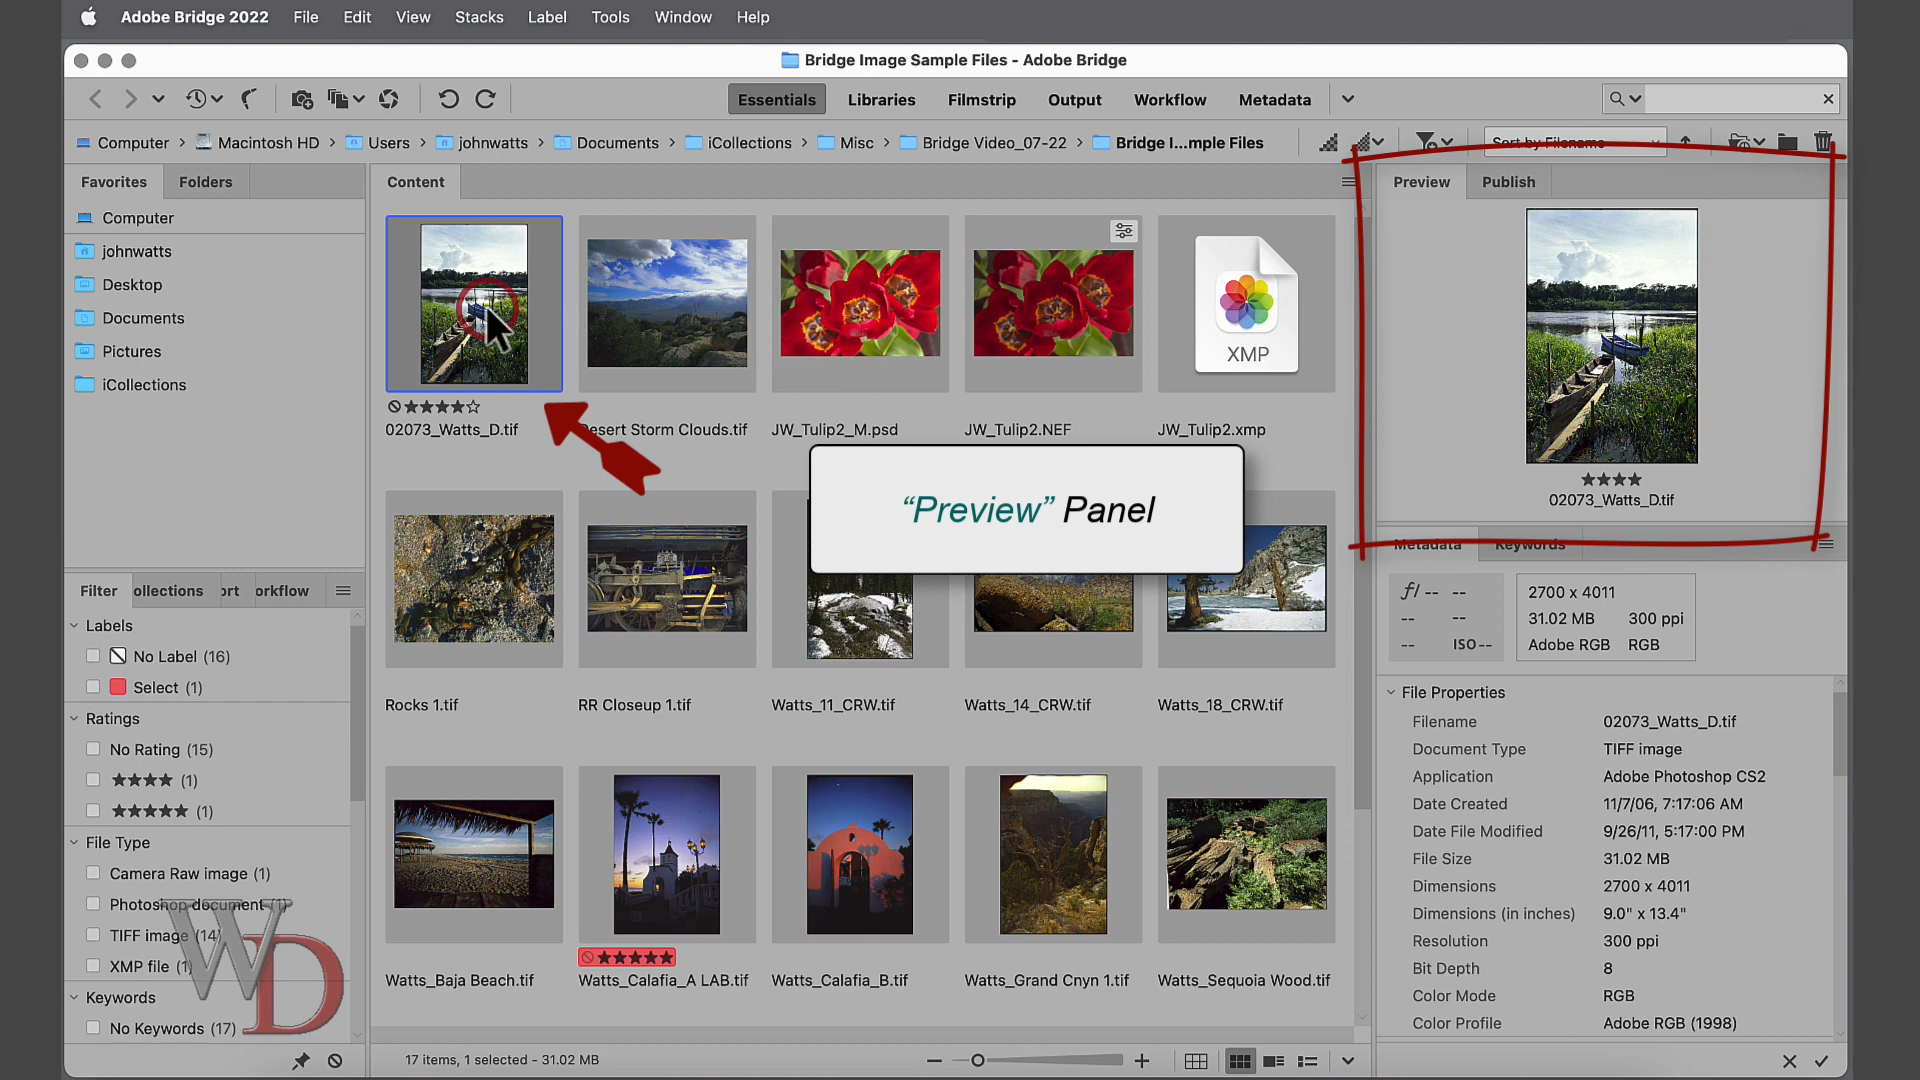 Adobe Bridge 2022 File Edit View Stacks Label Tools Window Help
Bridge Image Sample Files - Adobe Bridge
Essentials Libraries Filmstrip Output Workflow Metadata
Computer Macintosh HD Users johnwatts Documents iCollections Misc Bridge Video_07-22 Bridge I...mple Files Sort by Filename
Favorites Folders
Computer
johnwatts
Desktop
Documents
Pictures
iCollections
Content
XMP
02073_Watts_D.tif Desert Storm Clouds.tif JW_Tulip2_M.psd JW_Tulip2.NEF JW_Tulip2.xmp
"Preview" Panel
Rocks 1.tif RR Closeup 1.tif Watts_11_CRW.tif Watts_14_CRW.tif Watts_18_CRW.tif
Watts_Baja Beach.tif Watts_Calafia_A LAB.tif Watts_Calafia_B.tif Watts_Grand Cnyn 1.tif Watts_Sequoia Wood.tif
Filter ollections rt orkflow
Labels
No Label (16)
Select (1)
Ratings
No Rating (15)
★★★★ (1)
★★★★★ (1)
File Type
Camera Raw image (1)
Photoshop document (1)
TIFF image (14)
XMP file (1)
Keywords
No Keywords (17)
WD
17 items, 1 selected - 31.02 MB
Preview Publish
02073_Watts_D.tif
Metadata Keywords
f/ -- --
-- --
-- ISO--
2700 x 4011
31.02 MB 300 ppi
Adobe RGB RGB
File Properties
Filename 02073_Watts_D.tif
Document Type TIFF image
Application Adobe Photoshop CS2
Date Created 11/7/06, 7:17:06 AM
Date File Modified 9/26/11, 5:17:00 PM
File Size 31.02 MB
Dimensions 2700 x 4011
Dimensions (in inches) 9.0" x 13.4"
Resolution 300 ppi
Bit Depth 8
Color Mode RGB
Color Profile Adobe RGB (1998)